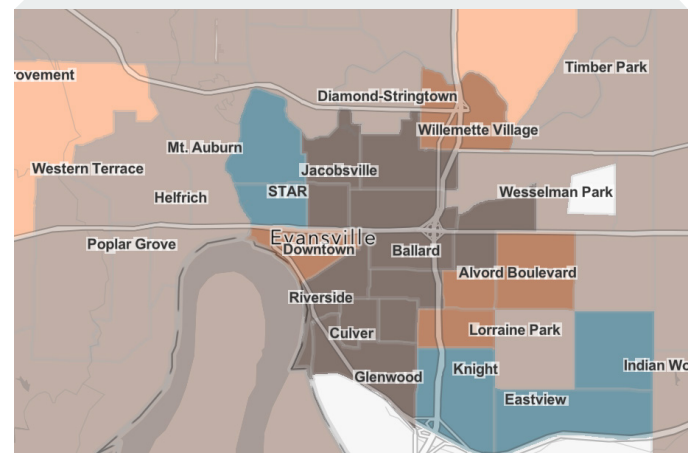 Timber Park
rovement
Diamond-Stringtown
Willemette Village
Mt. Auburn
Jacobsville
Western Terrace
STAR
Wesselman Park
Helfrich
Evansville
Poplar Grove
Downtown
Ballard
Alvord Boulevard
Riverside
Culver
Lorraine Park
Knight
Indian Wo
Glenwood
Eastview